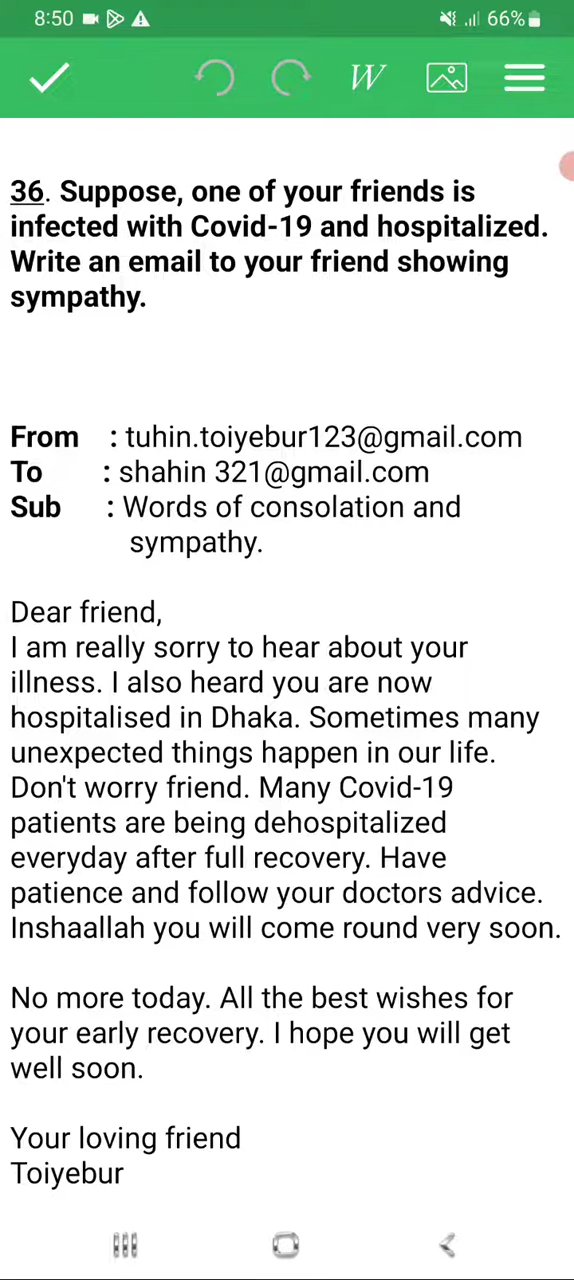 8:50
66%
W
36. Suppose, one of your friends is
infected with Covid-19 and hospitalized.
Write an email to your friend showing
sympathy.
From : tuhin.toiyebur123@gmail.com
To : shahin 321@gmail.com
Sub : Words of consolation and
sympathy.
Dear friend,
I am really sorry to hear about your
illness. I also heard you are now
hospitalised in Dhaka. Sometimes many
unexpected things happen in our life.
Don't worry friend. Many Covid-19
patients are being dehospitalized
everyday after full recovery. Have
patience and follow your doctors advice.
Inshaallah you will come round very soon.
No more today. All the best wishes for
your early recovery. I hope you will get
well soon.
Your loving friend
Toiyebur